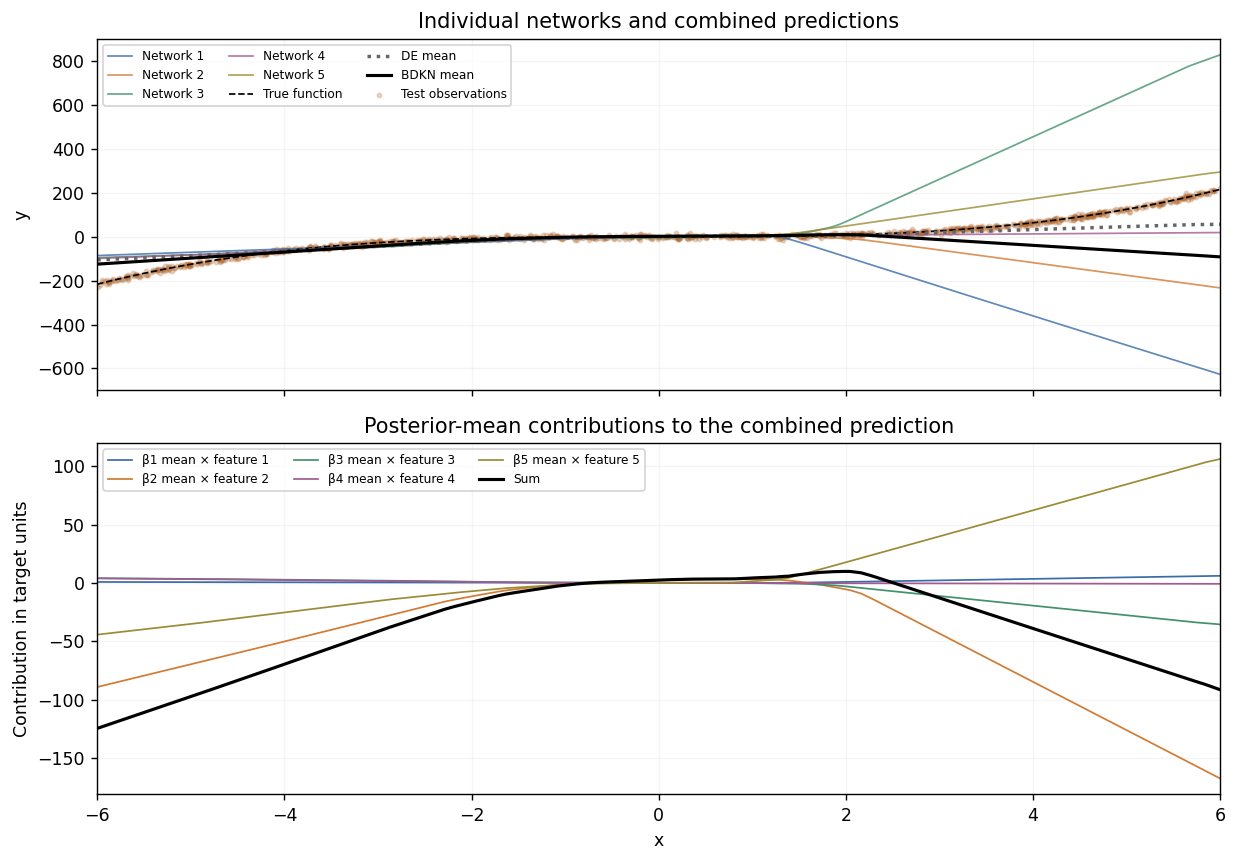 Individual networks and combined predictions
Network 1
Network 2
Network 3
Network 4
Network 5
True function
DE mean
BDKN mean
Test observations
y
800
600
400
200
0
−200
−400
−600
Posterior-mean contributions to the combined prediction
β1 mean × feature 1
β2 mean × feature 2
β3 mean × feature 3
β4 mean × feature 4
β5 mean × feature 5
Sum
Contribution in target units
100
50
0
−50
−100
−150
−6
−4
−2
0
2
4
6
x